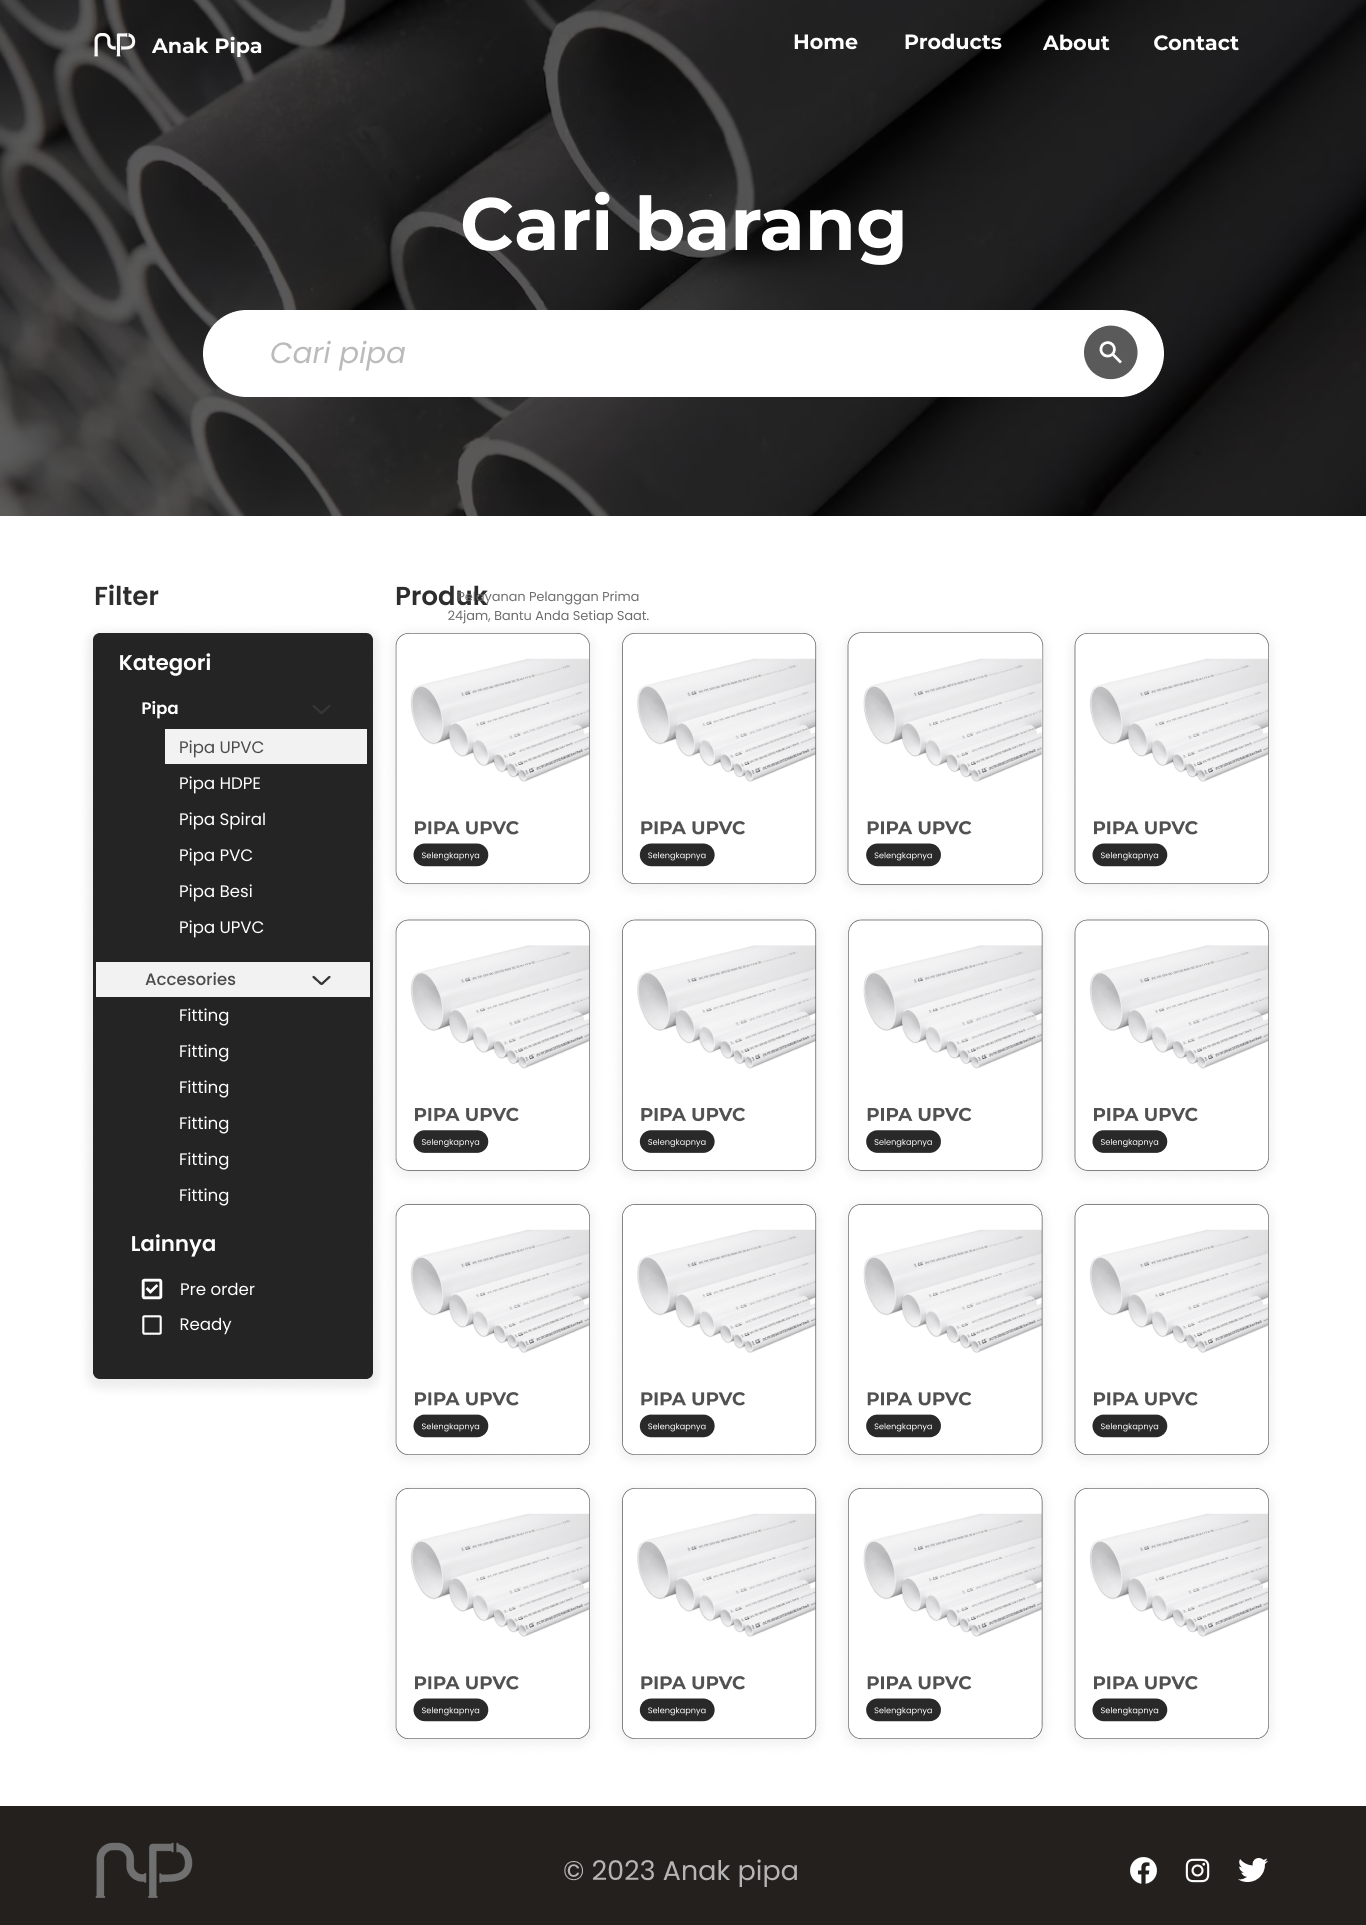 Anak Pipa
Home Products About Contact
Cari barang
Cari pipa
Filter
Kategori
Pipa
Pipa UPVC
Pipa HDPE
Pipa Spiral
Pipa PVC
Pipa Besi
Pipa UPVC
Accesories
Fitting
Fitting
Fitting
Fitting
Fitting
Fitting
Lainnya
Pre order
Ready
Produk
Pelayanan Pelanggan Prima
24jam, Bantu Anda Setiap Saat.
PIPA UPVC PIPA UPVC PIPA UPVC PIPA UPVC
Selengkapnya Selengkapnya Selengkapnya Selengkapnya
PIPA UPVC PIPA UPVC PIPA UPVC PIPA UPVC
Selengkapnya Selengkapnya Selengkapnya Selengkapnya
PIPA UPVC PIPA UPVC PIPA UPVC PIPA UPVC
Selengkapnya Selengkapnya Selengkapnya Selengkapnya
PIPA UPVC PIPA UPVC PIPA UPVC PIPA UPVC
Selengkapnya Selengkapnya Selengkapnya Selengkapnya
© 2023 Anak pipa